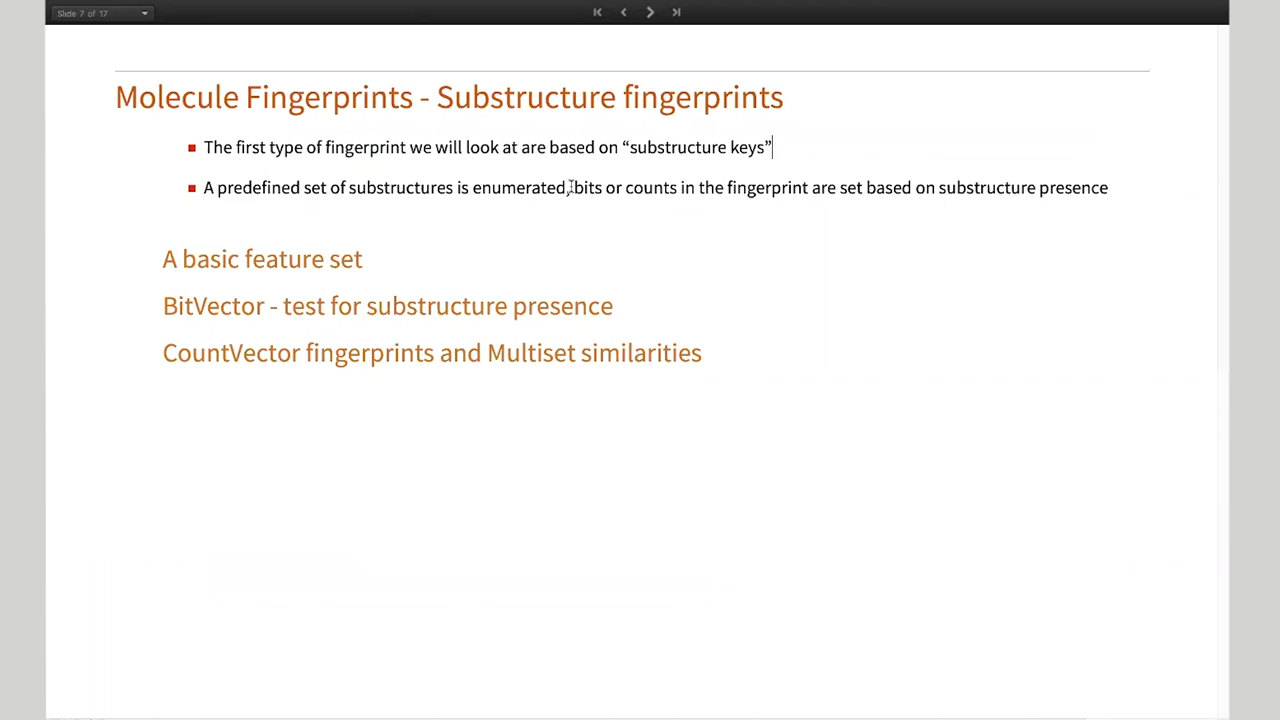 Slide 7 of 17
Molecule Fingerprints - Substructure fingerprints
The first type of fingerprint we will look at are based on “substructure keys”
A predefined set of substructures is enumerated, bits or counts in the fingerprint are set based on substructure presence
A basic feature set
BitVector - test for substructure presence
CountVector fingerprints and Multiset similarities